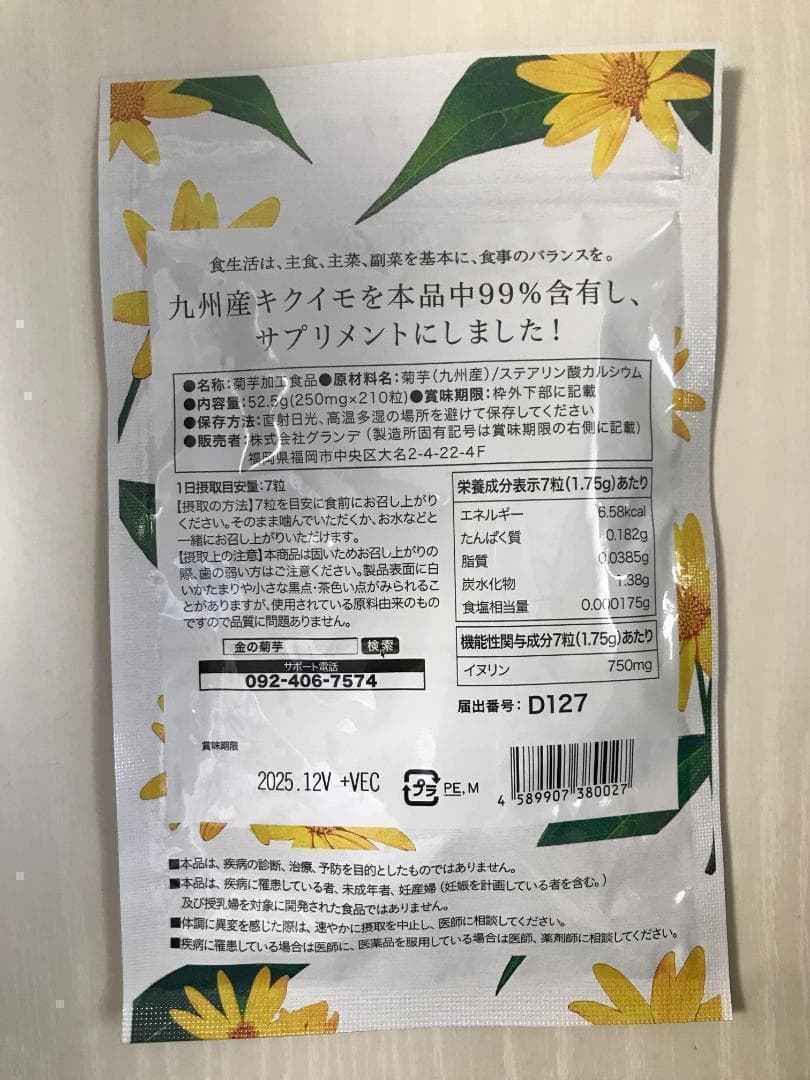 食生活は、主食、主菜、副菜を基本に、食事のバランスを。
九州産キクイモを本品中99%含有し、
サプリメントにしました!
●名称:菊芋加工食品●原材料名:菊芋(九州産)/ステアリン酸カルシウム
●内容量:52.5g(250mg×210粒)●賞味期限:枠外下部に記載
●保存方法:直射日光、高温多湿の場所を避けて保存してください
●販売者:株式会社グランデ(製造所固有記号は賞味期限の右側に記載)
福岡県福岡市中央区大名2-4-22-4F
1日摂取目安量:7粒
【摂取の方法】7粒を目安に食前にお召し上がり
ください。そのまま噛んでいただくか、お水などと
一緒にお召し上がりいただけます。
【摂取上の注意】本商品は固いためお召し上がりの
際、歯の弱い方はご注意ください。製品表面に白
いかたまりや小さな黒点・茶色い点がみられるこ
とがありますが、使用されている原料由来のもの
ですので品質に問題ありません。
金の菊芋 検索
サポート電話
092-406-7574
栄養成分表示7粒(1.75g)あたり
エネルギー 6.58kcal
たんぱく質 0.182g
脂質 0.0385g
炭水化物 1.38g
食塩相当量 0.000175g
機能性関与成分7粒(1.75g)あたり
イヌリン 750mg
届出番号:D127
賞味期限
2025.12V +VEC
プラ PE,M
4 589907 380027
■本品は、疾病の診断、治療、予防を目的としたものではありません。
■本品は、疾病に罹患している者、未成年者、妊産婦(妊娠を計画している者を含む。)
及び授乳婦を対象に開発された食品ではありません。
■体調に異変を感じた際は、速やかに摂取を中止し、医師に相談してください。
■疾病に罹患している場合は医師に、医薬品を服用している場合は医師、薬剤師に相談してください。